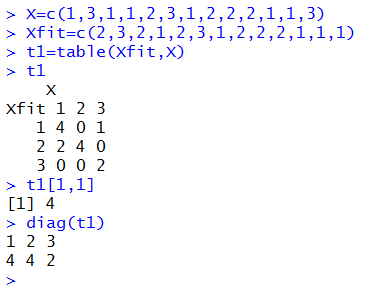 > X=c(1,3,1,1,2,3,1,2,2,2,1,1,3)
> Xfit=c(2,3,2,1,2,3,1,2,2,2,1,1,1)
> t1=table(Xfit,X)
> t1
    X
Xfit 1 2 3
   1 4 0 1
   2 2 4 0
   3 0 0 2
> t1[1,1]
[1] 4
> diag(t1)
1 2 3
4 4 2
>